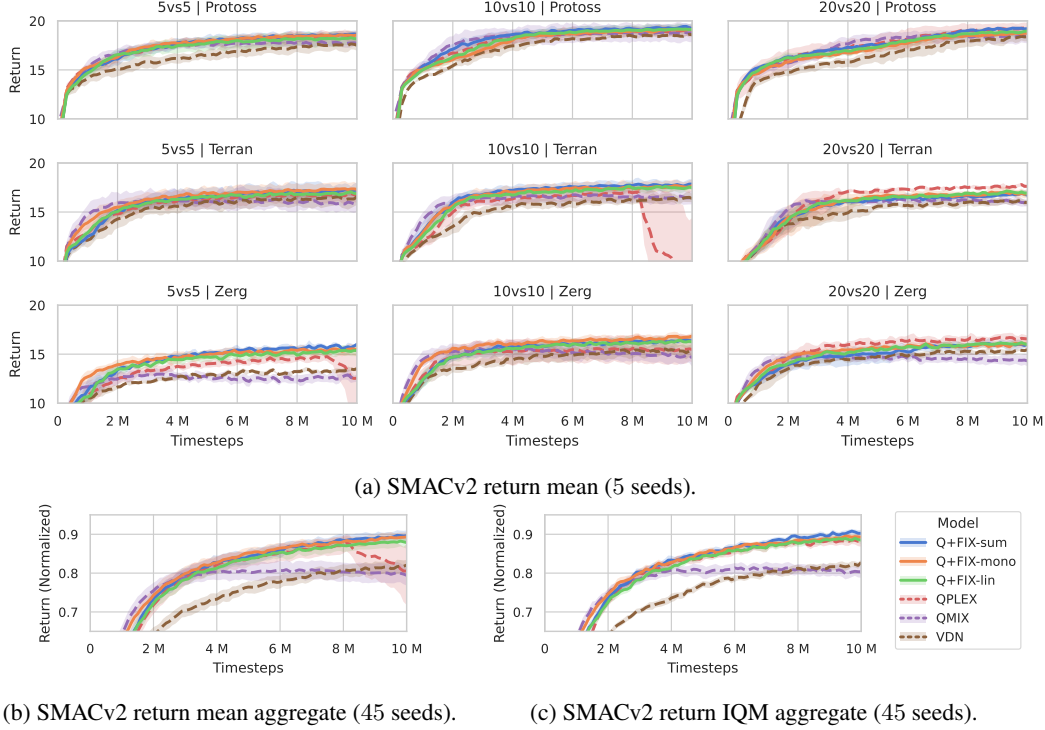 5vs5 | Protoss
10vs10 | Protoss
20vs20 | Protoss
Return
20
15
10
5vs5 | Terran
10vs10 | Terran
20vs20 | Terran
Return
20
15
10
5vs5 | Zerg
10vs10 | Zerg
20vs20 | Zerg
Return
20
15
10
0 2 M 4 M 6 M 8 M 10 M
0 2 M 4 M 6 M 8 M 10 M
0 2 M 4 M 6 M 8 M 10 M
Timesteps
Timesteps
Timesteps
(a) SMACv2 return mean (5 seeds).
Return (Normalized)
0.9
0.8
0.7
0 2 M 4 M 6 M 8 M 10 M
Timesteps
Return (Normalized)
0.9
0.8
0.7
0 2 M 4 M 6 M 8 M 10 M
Timesteps
Model
Q+FIX-sum
Q+FIX-mono
Q+FIX-lin
QPLEX
QMIX
VDN
(b) SMACv2 return mean aggregate (45 seeds).
(c) SMACv2 return IQM aggregate (45 seeds).